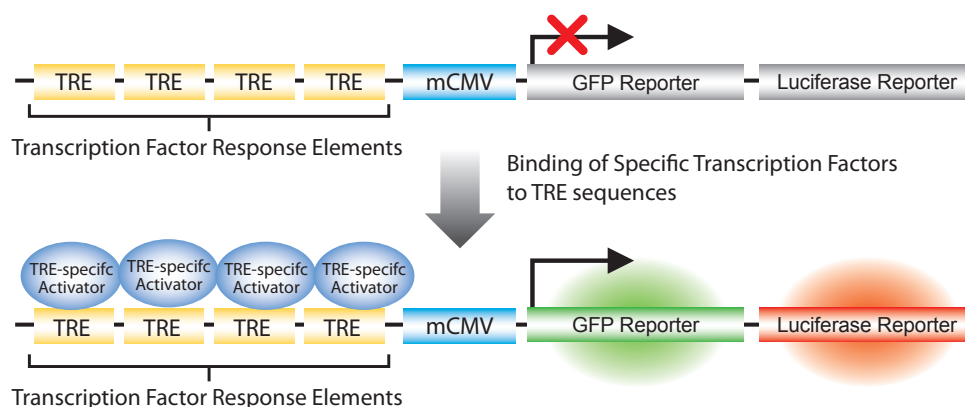 TRE TRE TRE TRE mCMV GFP Reporter Luciferase Reporter
Transcription Factor Response Elements
Binding of Specific Transcription Factors
to TRE sequences
TRE-specifc
Activator
TRE-specifc
Activator
TRE-specifc
Activator
TRE-specifc
Activator
TRE TRE TRE TRE mCMV GFP Reporter Luciferase Reporter
Transcription Factor Response Elements